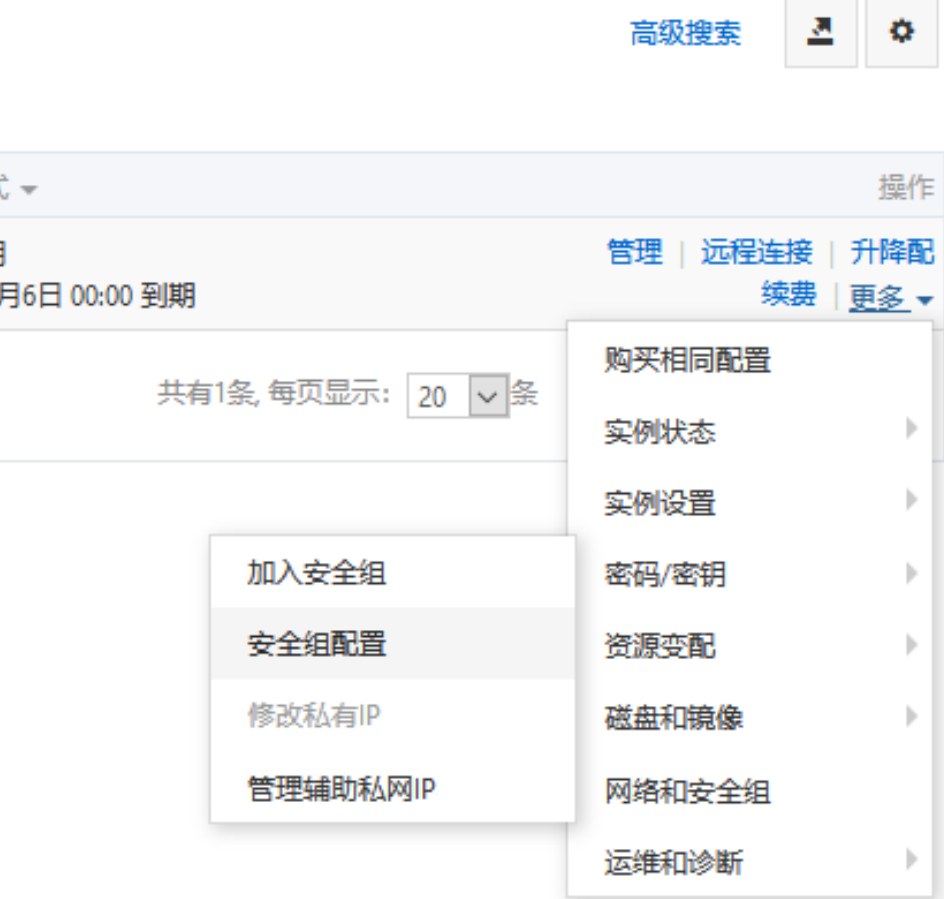 高级搜索
式 操作
期
管理 | 远程连接 | 升降配
月6日 00:00 到期
续费 | 更多
购买相同配置
共有1条, 每页显示: 20 条
实例状态
实例设置
加入安全组
密码/密钥
安全组配置
资源变配
修改私有IP
磁盘和镜像
管理辅助私网IP
网络和安全组
运维和诊断